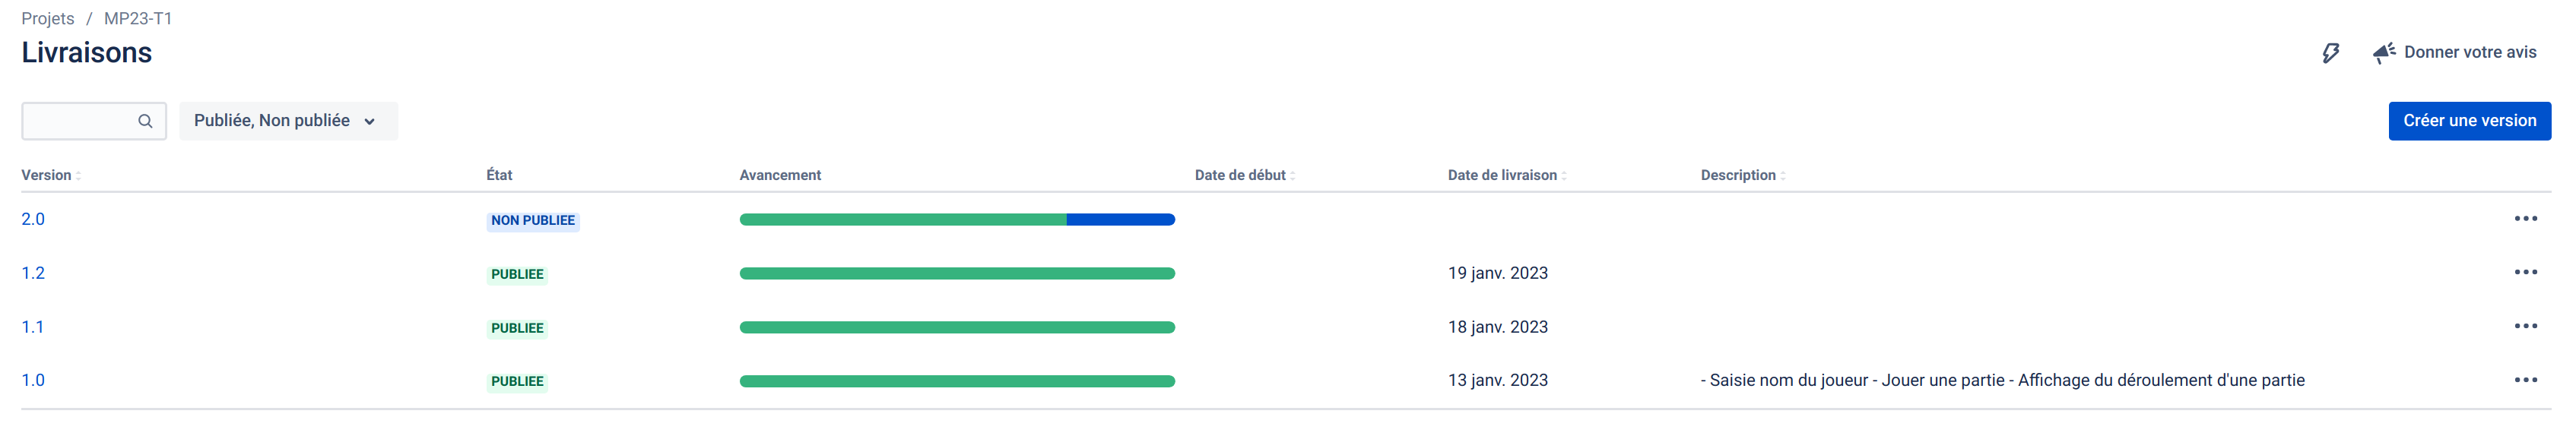 Projets / MP23-T1
Livraisons
Donner votre avis
Publiée, Non publiée
Créer une version
Version État Avancement Date de début Date de livraison Description
2.0 NON PUBLIEE
1.2 PUBLIEE 19 janv. 2023
1.1 PUBLIEE 18 janv. 2023
1.0 PUBLIEE 13 janv. 2023 - Saisie nom du joueur - Jouer une partie - Affichage du déroulement d'une partie